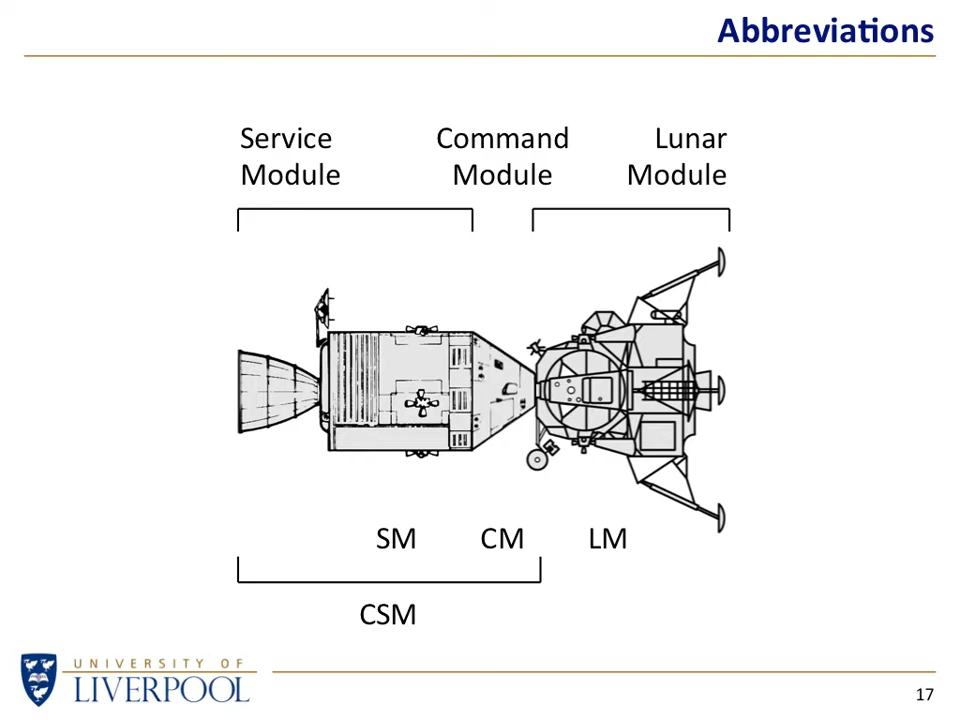 Abbreviations
Service Module
Command Module
Lunar Module
SM CM LM
CSM
UNIVERSITY OF
LIVERPOOL
17